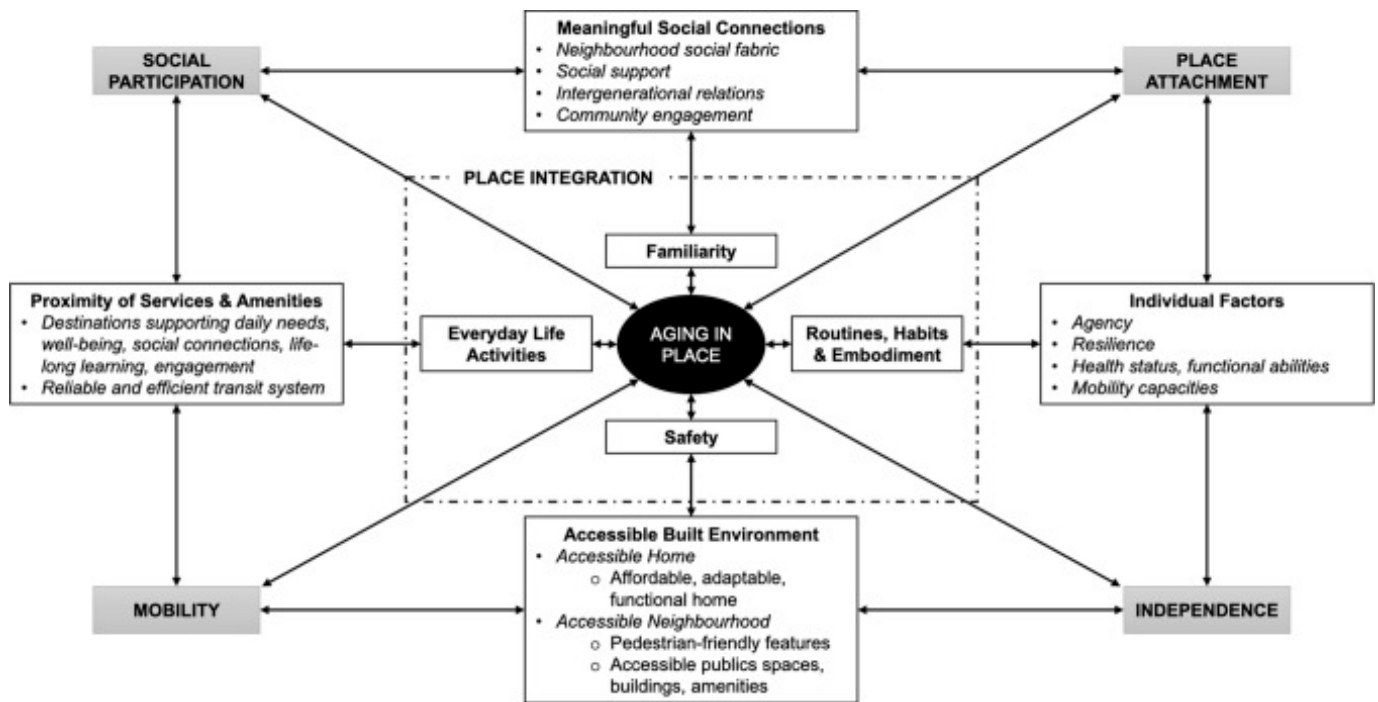 Meaningful Social Connections
• Neighbourhood social fabric
• Social support
• Intergenerational relations
• Community engagement
SOCIAL
PARTICIPATION
PLACE
ATTACHMENT
PLACE INTEGRATION
Familiarity
Proximity of Services & Amenities
• Destinations supporting daily needs,
well-being, social connections, life-
long learning, engagement
• Reliable and efficient transit system
Everyday Life
Activities
AGING IN
PLACE
Routines, Habits
& Embodiment
Individual Factors
• Agency
• Resilience
• Health status, functional abilities
• Mobility capacities
Safety
Accessible Built Environment
• Accessible Home
o Affordable, adaptable,
functional home
• Accessible Neighbourhood
o Pedestrian-friendly features
o Accessible publics spaces,
buildings, amenities
MOBILITY
INDEPENDENCE